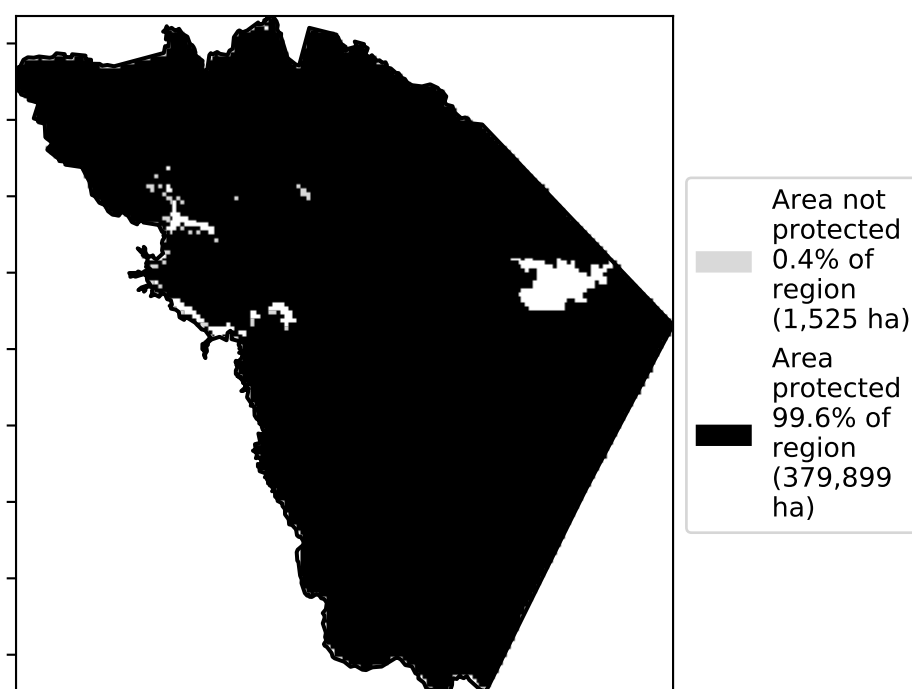 Area not
protected
0.4% of
region
(1,525 ha)
Area
protected
99.6% of
region
(379,899
ha)